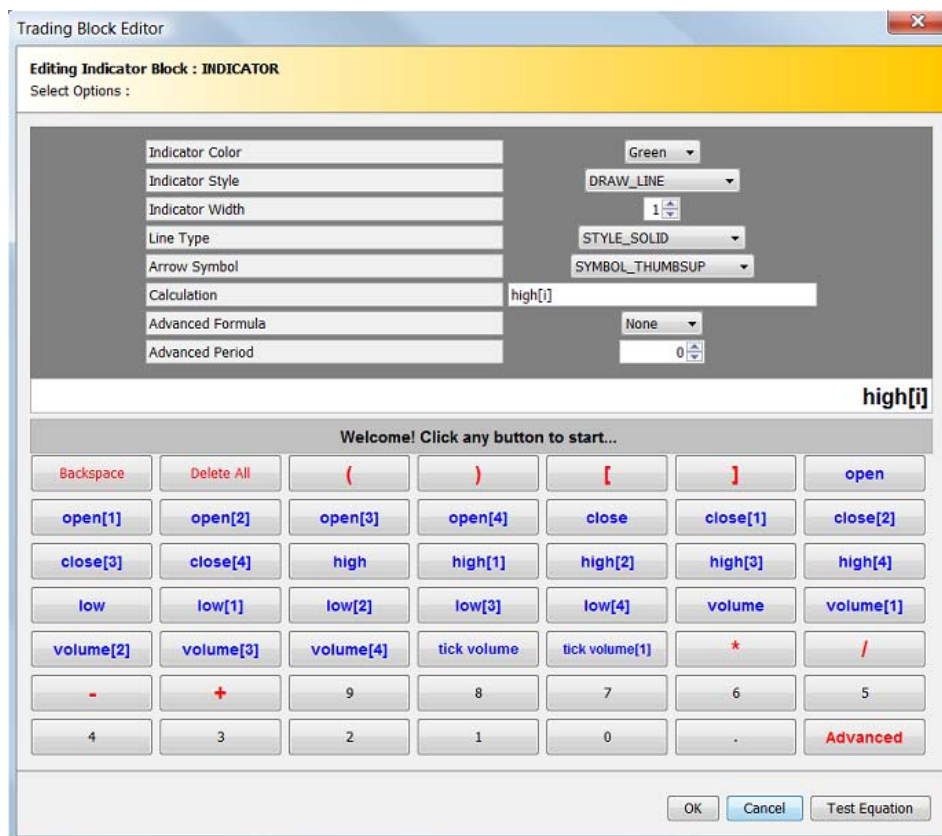 Trading Block Editor
Editing Indicator Block : INDICATOR
Select Options :
Indicator Color Green
Indicator Style DRAW_LINE
Indicator Width 1
Line Type STYLE_SOLID
Arrow Symbol SYMBOL_THUMBSUP
Calculation high[i]
Advanced Formula None
Advanced Period 0
high[i]
Welcome! Click any button to start...
Backspace Delete All ( ) [ ] open
open[1] open[2] open[3] open[4] close close[1] close[2]
close[3] close[4] high high[1] high[2] high[3] high[4]
low low[1] low[2] low[3] low[4] volume volume[1]
volume[2] volume[3] volume[4] tick volume tick volume[1] * /
- + 9 8 7 6 5
4 3 2 1 0 . Advanced
OK Cancel Test Equation